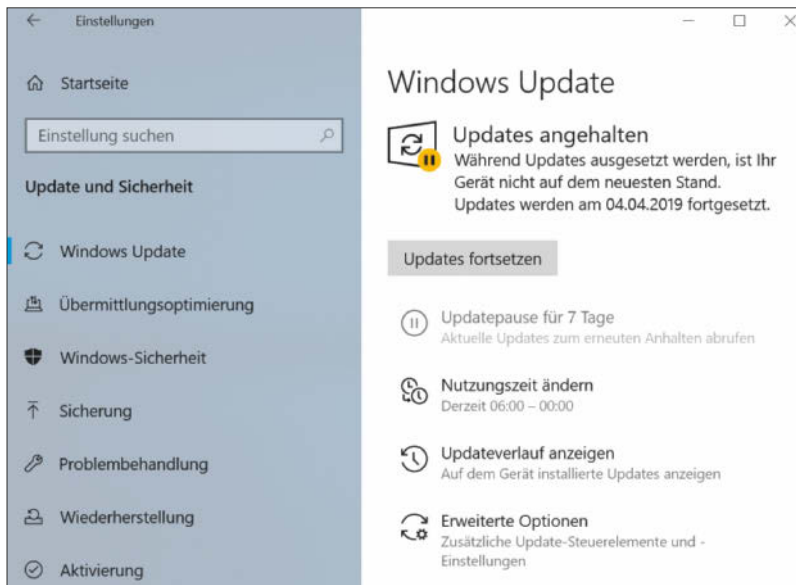 Einstellungen
Startseite
Einstellung suchen
Update und Sicherheit
Windows Update
Übermittlungsoptimierung
Windows-Sicherheit
Sicherung
Problembehandlung
Wiederherstellung
Aktivierung
Windows Update
Updates angehalten
Während Updates ausgesetzt werden, ist Ihr
Gerät nicht auf dem neuesten Stand.
Updates werden am 04.04.2019 fortgesetzt.
Updates fortsetzen
Updatepause für 7 Tage
Aktuelle Updates zum erneuten Anhalten abrufen
Nutzungszeit ändern
Derzeit 06:00 – 00:00
Updateverlauf anzeigen
Auf dem Gerät installierte Updates anzeigen
Erweiterte Optionen
Zusätzliche Update-Steuerelemente und -
Einstellungen